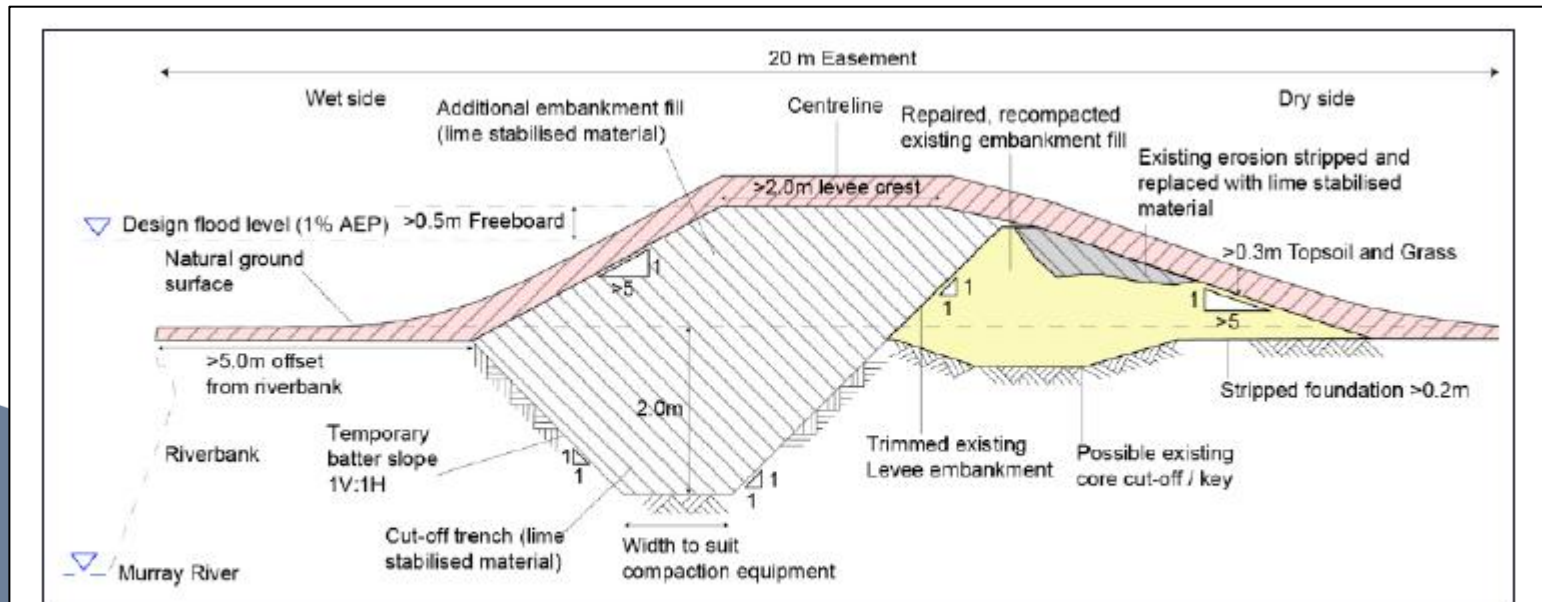 20 m Easement
Wet side
Dry side
Additional embankment fill
(lime stabilised material)
Centreline
Repaired, recompacted
existing embankment fill
Existing erosion stripped and
replaced with lime stabilised
material
>2.0m levee crest
Design flood level (1% AEP)
>0.5m Freeboard
Natural ground
surface
>0.3m Topsoil and Grass
1
>5
1
1
1
>5
>5.0m offset
from riverbank
Stripped foundation >0.2m
2.0m
Riverbank
Temporary
batter slope
1V:1H
1
1
1
1
Trimmed existing
Levee embankment
Possible existing
core cut-off / key
Cut-off trench (lime
stabilised material)
Width to suit
compaction equipment
Murray River